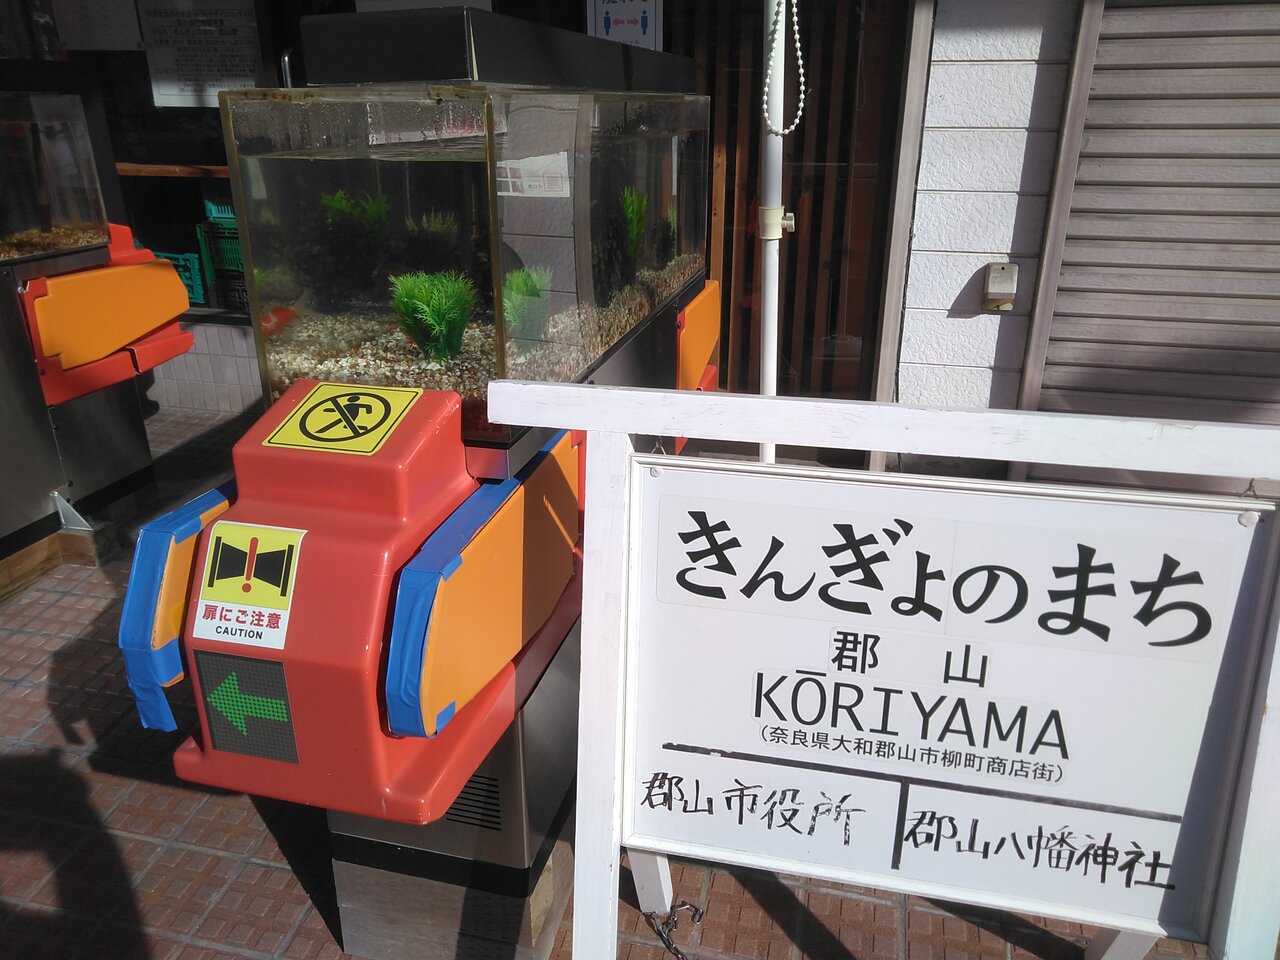 扉にご注意
CAUTION
きんぎょのまち
郡山
KŌRIYAMA
(奈良県大和郡山市柳町商店街)
郡山市役所
郡山八幡神社